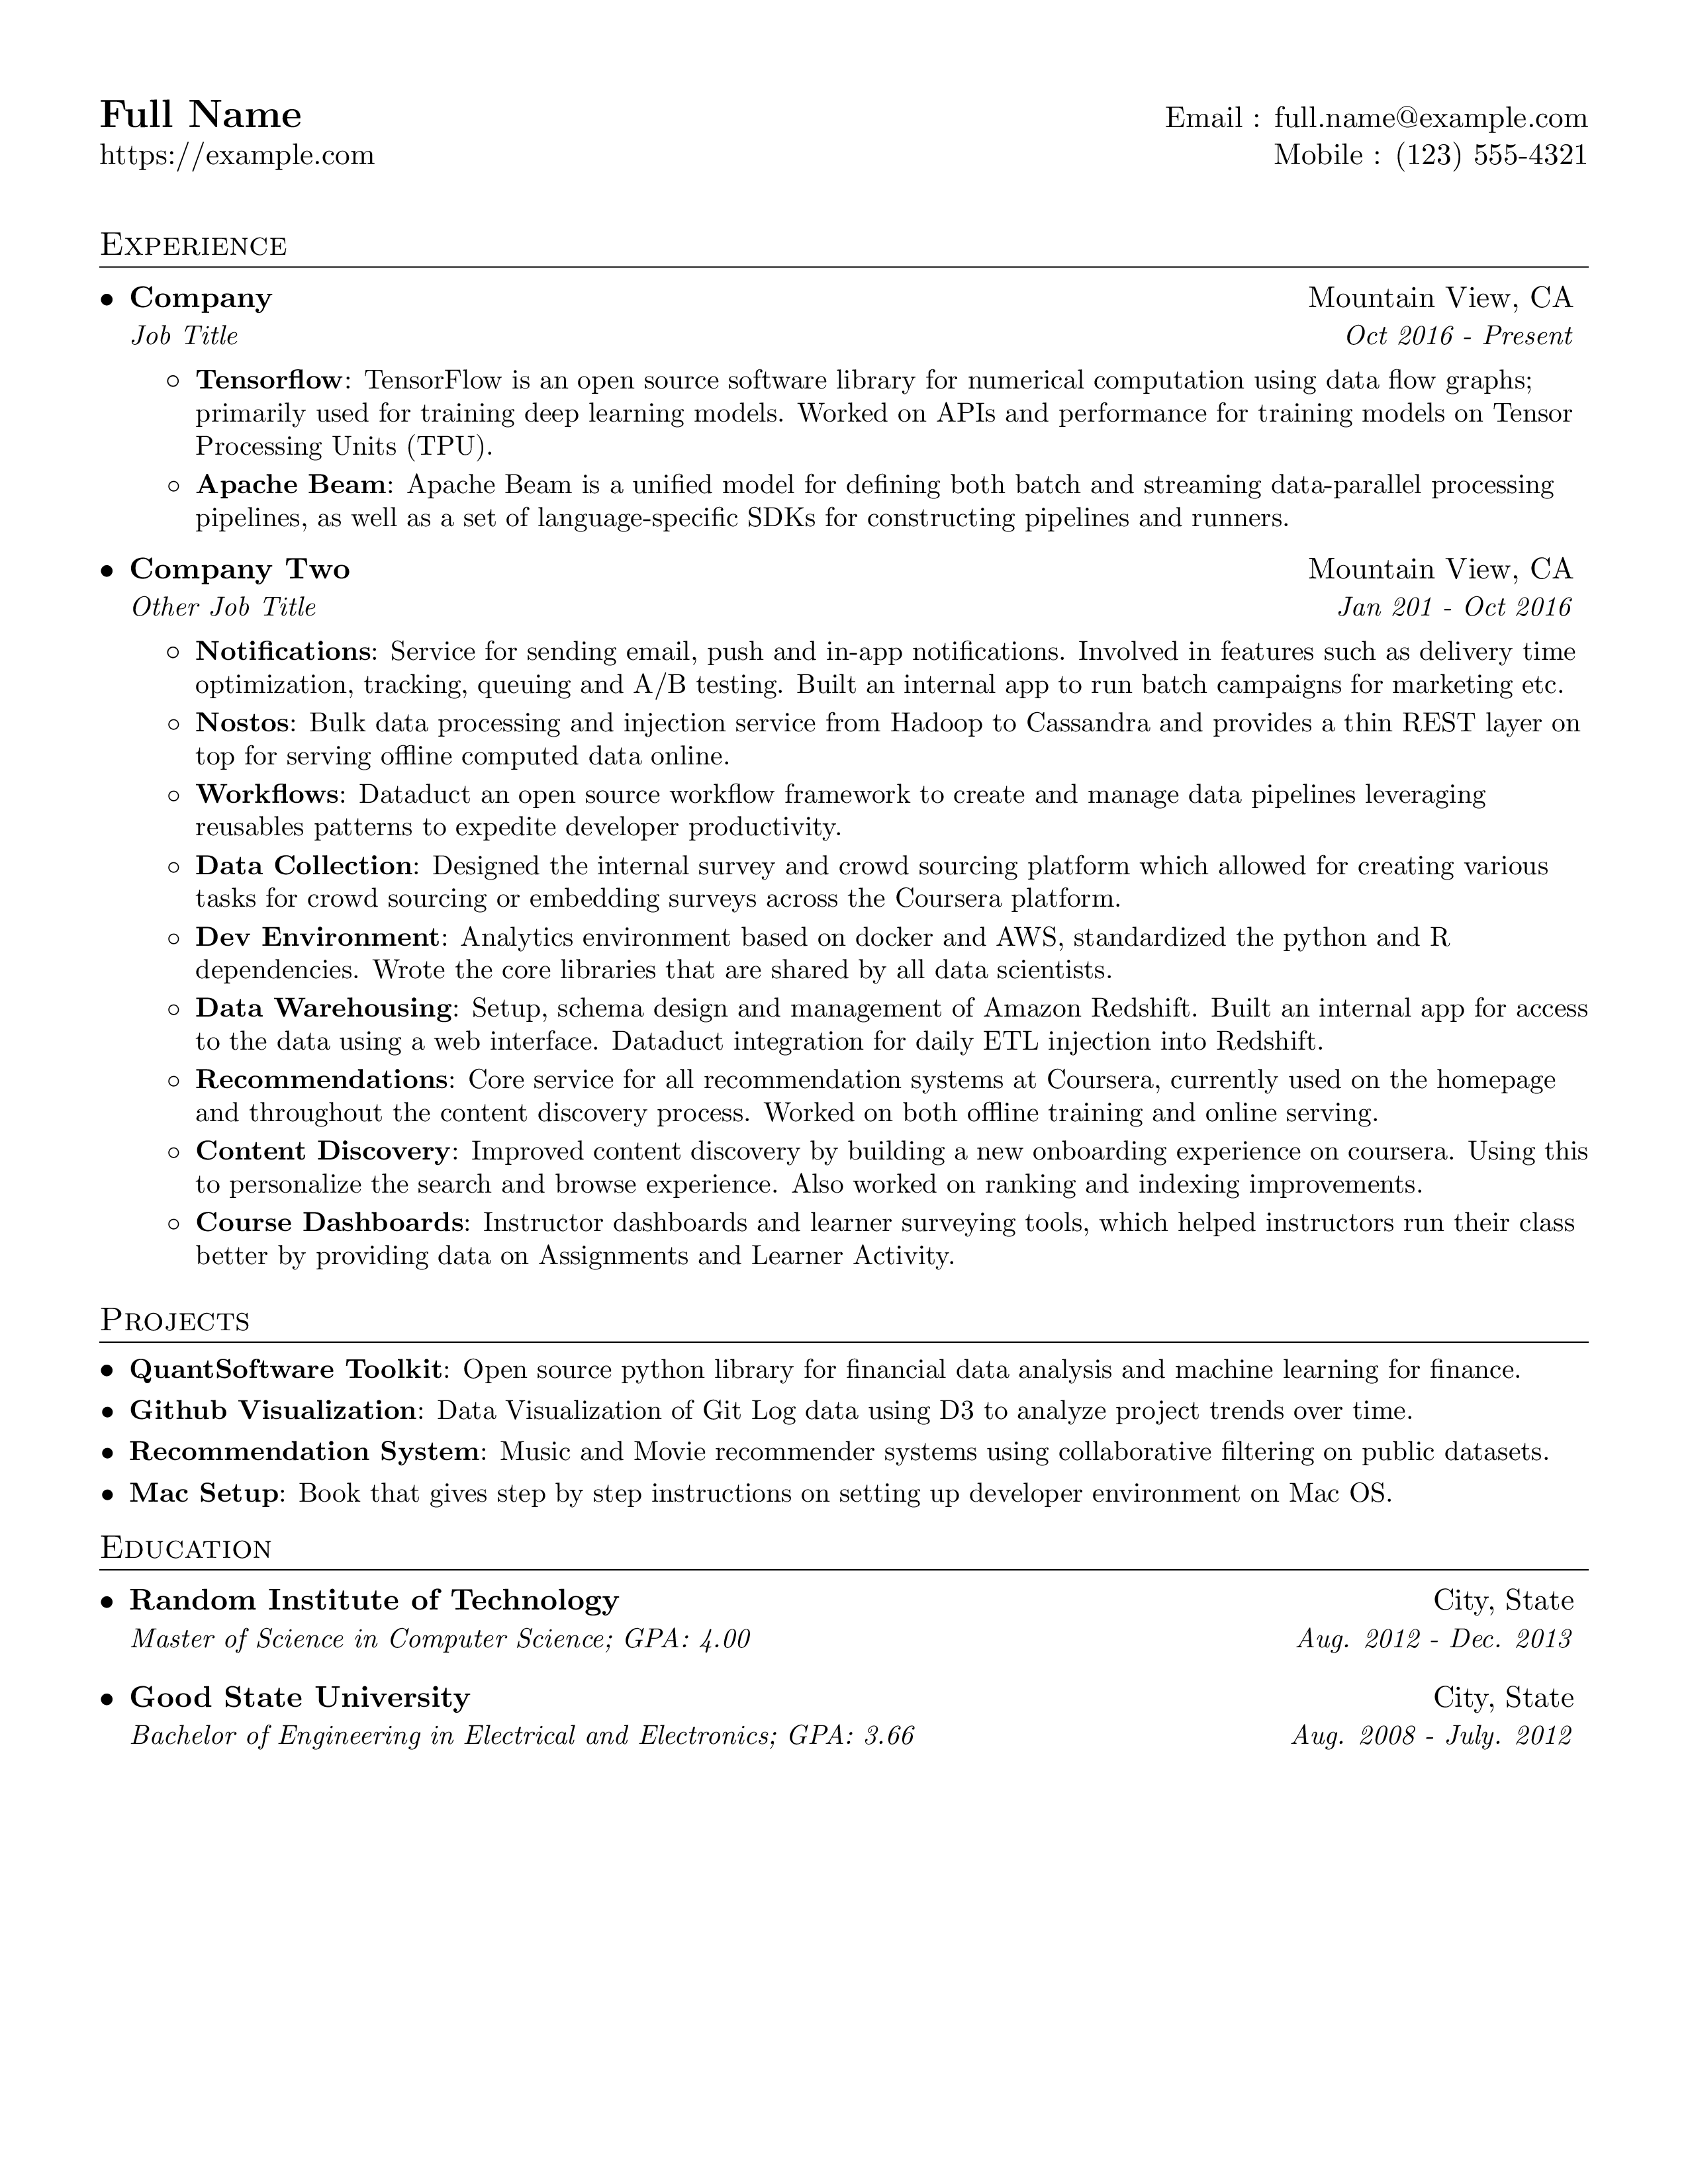 Full Name
Email : full.name@example.com
https://example.com
Mobile : (123) 555-4321
Experience
• Company
Mountain View, CA
Job Title
Oct 2016 - Present
◦ Tensorflow: TensorFlow is an open source software library for numerical computation using data flow graphs;
primarily used for training deep learning models. Worked on APIs and performance for training models on Tensor
Processing Units (TPU).
◦ Apache Beam: Apache Beam is a unified model for defining both batch and streaming data-parallel processing
pipelines, as well as a set of language-specific SDKs for constructing pipelines and runners.
• Company Two
Mountain View, CA
Other Job Title
Jan 201 - Oct 2016
◦ Notifications: Service for sending email, push and in-app notifications. Involved in features such as delivery time
optimization, tracking, queuing and A/B testing. Built an internal app to run batch campaigns for marketing etc.
◦ Nostos: Bulk data processing and injection service from Hadoop to Cassandra and provides a thin REST layer on
top for serving offline computed data online.
◦ Workflows: Dataduct an open source workflow framework to create and manage data pipelines leveraging
reusables patterns to expedite developer productivity.
◦ Data Collection: Designed the internal survey and crowd sourcing platform which allowed for creating various
tasks for crowd sourcing or embedding surveys across the Coursera platform.
◦ Dev Environment: Analytics environment based on docker and AWS, standardized the python and R
dependencies. Wrote the core libraries that are shared by all data scientists.
◦ Data Warehousing: Setup, schema design and management of Amazon Redshift. Built an internal app for access
to the data using a web interface. Dataduct integration for daily ETL injection into Redshift.
◦ Recommendations: Core service for all recommendation systems at Coursera, currently used on the homepage
and throughout the content discovery process. Worked on both offline training and online serving.
◦ Content Discovery: Improved content discovery by building a new onboarding experience on coursera. Using this
to personalize the search and browse experience. Also worked on ranking and indexing improvements.
◦ Course Dashboards: Instructor dashboards and learner surveying tools, which helped instructors run their class
better by providing data on Assignments and Learner Activity.
Projects
• QuantSoftware Toolkit: Open source python library for financial data analysis and machine learning for finance.
• Github Visualization: Data Visualization of Git Log data using D3 to analyze project trends over time.
• Recommendation System: Music and Movie recommender systems using collaborative filtering on public datasets.
• Mac Setup: Book that gives step by step instructions on setting up developer environment on Mac OS.
Education
• Random Institute of Technology
City, State
Master of Science in Computer Science; GPA: 4.00
Aug. 2012 - Dec. 2013
• Good State University
City, State
Bachelor of Engineering in Electrical and Electronics; GPA: 3.66
Aug. 2008 - July. 2012